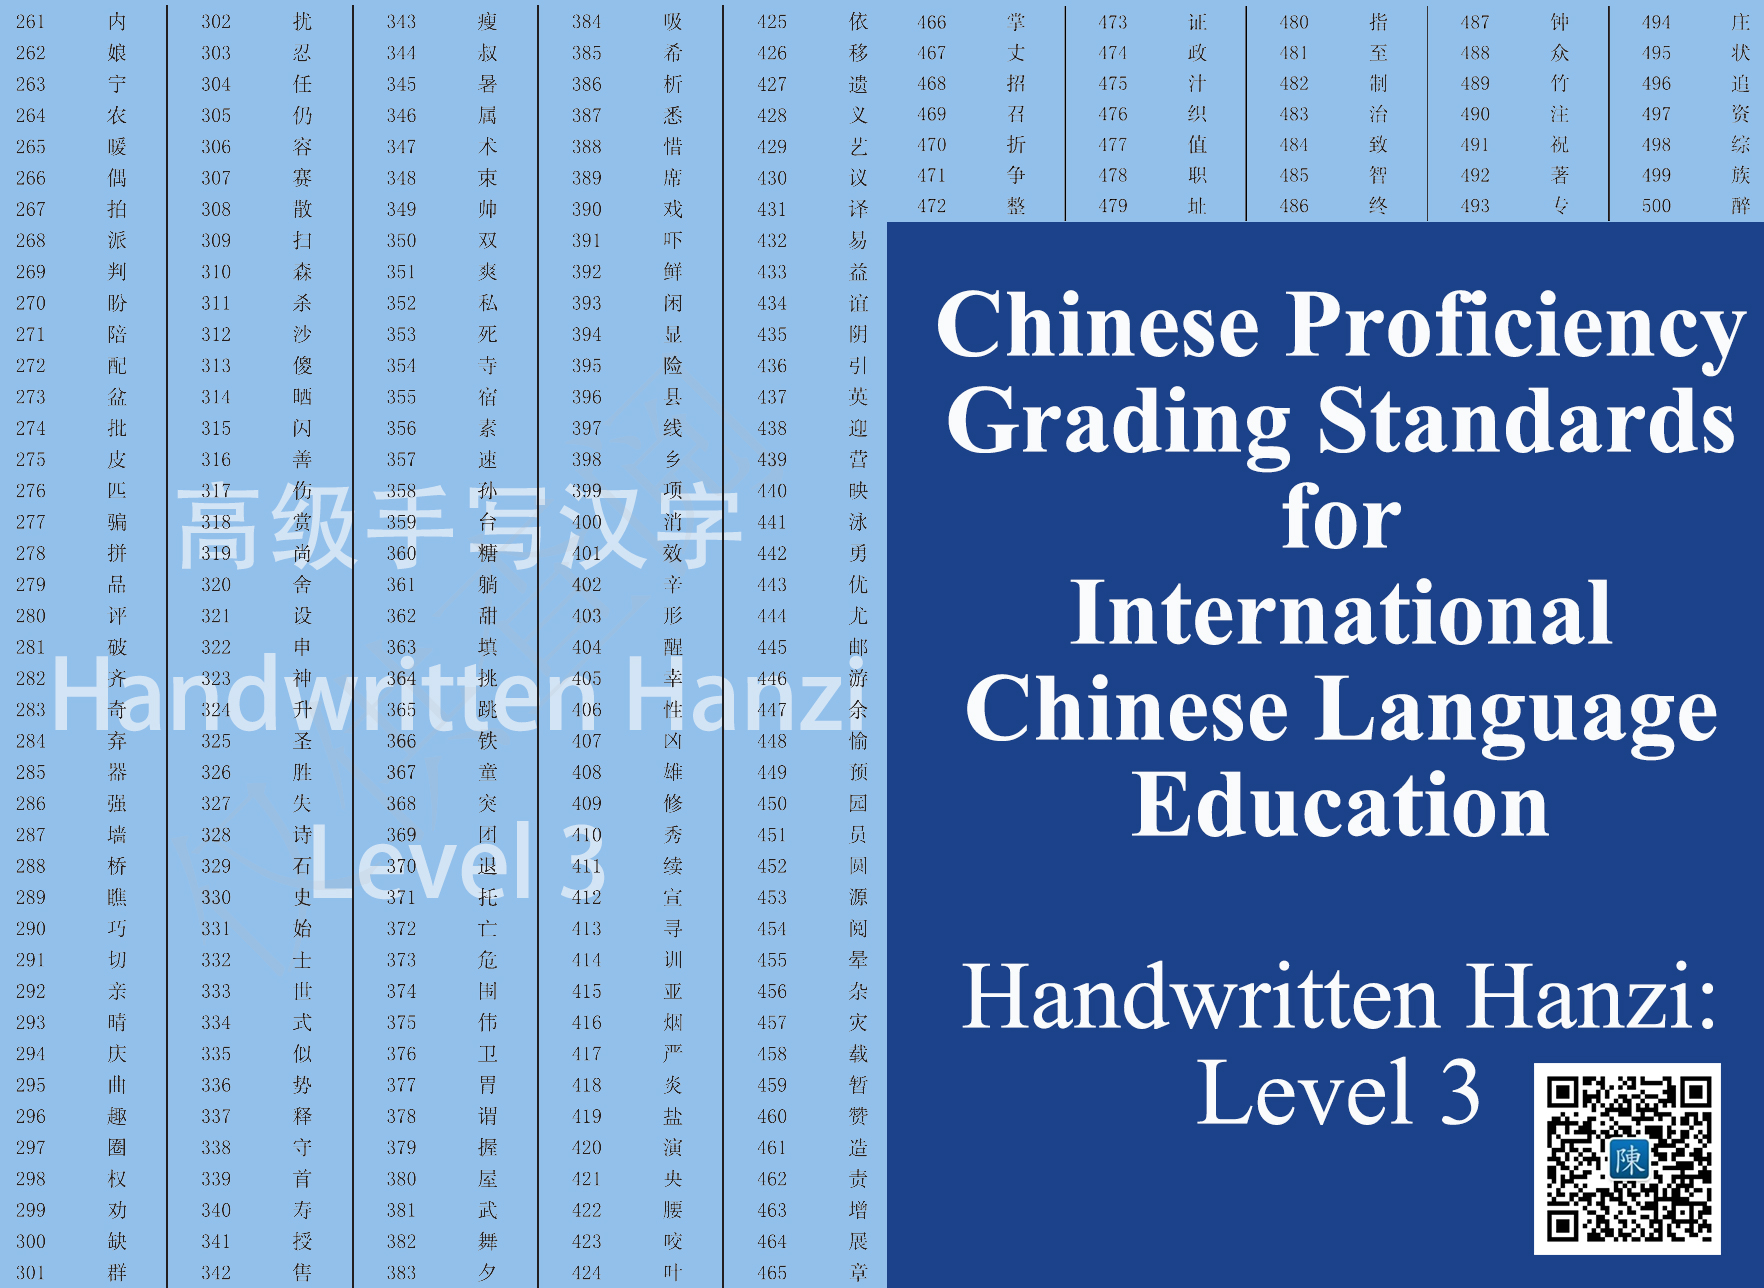 261 内
262 娘
263 宁
264 农
265 暖
266 偶
267 拍
268 派
269 判
270 盼
271 陪
272 配
273 盆
274 批
275 皮
276 匹
277 骗
278 拼
279 品
280 评
281 破
282 齐
283 奇
284 弃
285 器
286 强
287 墙
288 桥
289 瞧
290 巧
291 切
292 亲
293 晴
294 庆
295 曲
296 趣
297 圈
298 权
299 劝
300 缺
301 群
302 扰
303 忍
304 任
305 仍
306 容
307 赛
308 散
309 扫
310 森
311 杀
312 沙
313 傻
314 晒
315 闪
316 善
317 伤
318 赏
319 尚
320 舍
321 设
322 申
323 神
324 升
325 圣
326 胜
327 失
328 诗
329 石
330 史
331 始
332 士
333 世
334 式
335 似
336 势
337 释
338 守
339 首
340 寿
341 授
342 售
343 瘦
344 叔
345 暑
346 属
347 术
348 束
349 帅
350 双
351 爽
352 私
353 死
354 寺
355 宿
356 素
357 速
358 孙
359 台
360 糖
361 躺
362 甜
363 填
364 挑
365 跳
366 铁
367 童
368 突
369 团
370 退
371 托
372 亡
373 危
374 围
375 伟
376 卫
377 胃
378 谓
379 握
380 屋
381 武
382 舞
383 夕
384 吸
385 希
386 析
387 悉
388 惜
389 席
390 戏
391 吓
392 鲜
393 闲
394 显
395 险
396 县
397 线
398 乡
399 项
400 消
401 效
402 辛
403 形
404 醒
405 幸
406 性
407 凶
408 雄
409 修
410 秀
411 续
412 宣
413 寻
414 训
415 亚
416 烟
417 严
418 炎
419 盐
420 演
421 央
422 腰
423 咬
424 叶
425 依
426 移
427 遗
428 义
429 艺
430 议
431 译
432 易
433 益
434 谊
435 阴
436 引
437 英
438 迎
439 营
440 映
441 泳
442 勇
443 优
444 尤
445 邮
446 游
447 余
448 愉
449 预
450 园
451 员
452 圆
453 源
454 阅
455 晕
456 杂
457 灾
458 载
459 暂
460 赞
461 造
462 责
463 增
464 展
465 章
466 掌
467 丈
468 招
469 召
470 折
471 争
472 整
473 证
474 政
475 汁
476 织
477 值
478 职
479 址
480 指
481 至
482 制
483 治
484 致
485 智
486 终
487 钟
488 众
489 竹
490 注
491 祝
492 著
493 专
494 庄
495 状
496 追
497 资
498 综
499 族
500 醉
高级手写汉字
Handwritten Hanzi
Level 3
Chinese Proficiency
Grading Standards
for
International
Chinese Language
Education
Handwritten Hanzi:
Level 3
陳